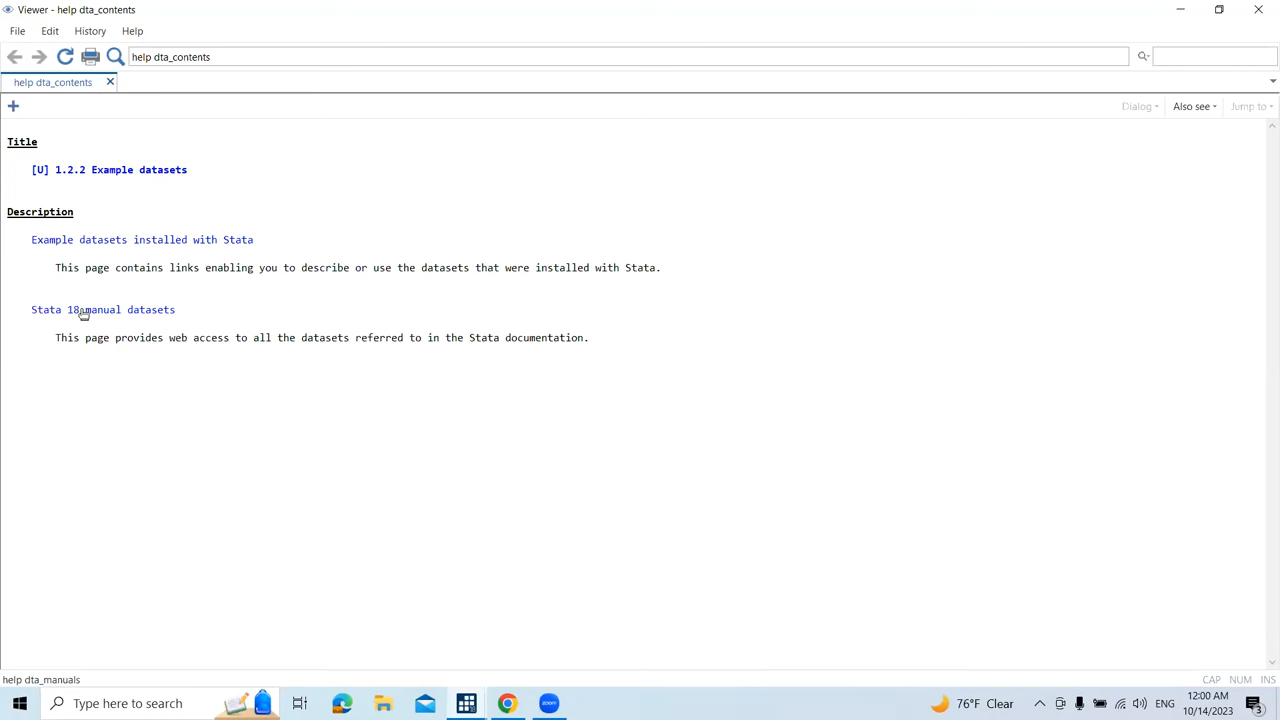 Viewer - help dta_contents
File Edit History Help
help dta_contents
help dta_contents
Dialog Also see Jump to
Title
[U] 1.2.2 Example datasets
Description
Example datasets installed with Stata
This page contains links enabling you to describe or use the datasets that were installed with Stata.
Stata 18 manual datasets
This page provides web access to all the datasets referred to in the Stata documentation.
help dta_manuals
CAP NUM INS
Type here to search
zoom
76°F Clear
ENG
12:00 AM
10/14/2023
3